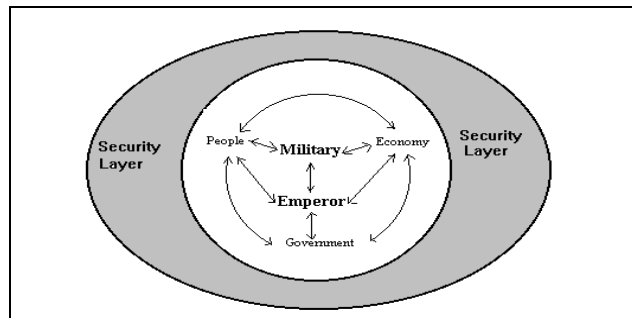 Security
Layer
People
Military
Economy
Security
Layer
Emperor
Government